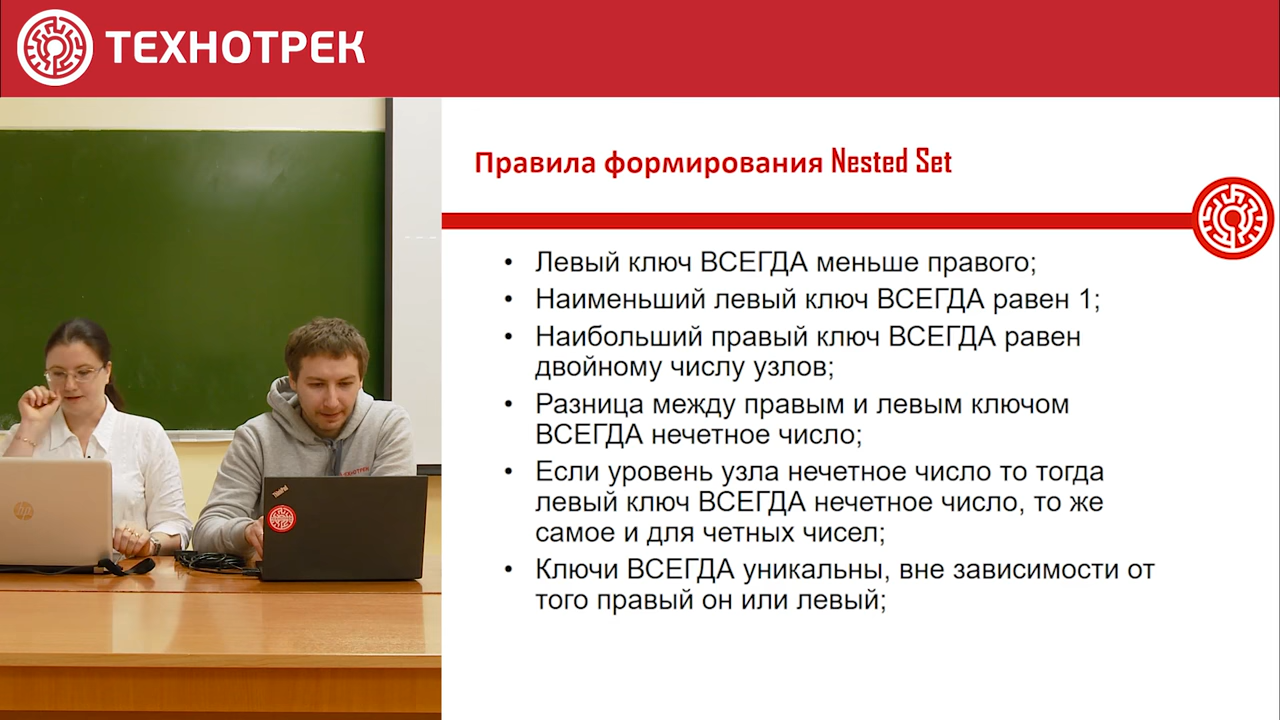 ТЕХНОТРЕК
Правила формирования Nested Set
• Левый ключ ВСЕГДА меньше правого;
• Наименьший левый ключ ВСЕГДА равен 1;
• Наибольший правый ключ ВСЕГДА равен
двойному числу узлов;
• Разница между правым и левым ключом
ВСЕГДА нечетное число;
• Если уровень узла нечетное число то тогда
левый ключ ВСЕГДА нечетное число, то же
самое и для четных чисел;
• Ключи ВСЕГДА уникальны, вне зависимости от
того правый он или левый;
ТЕХНОТРЕК
ThinkPad
hp